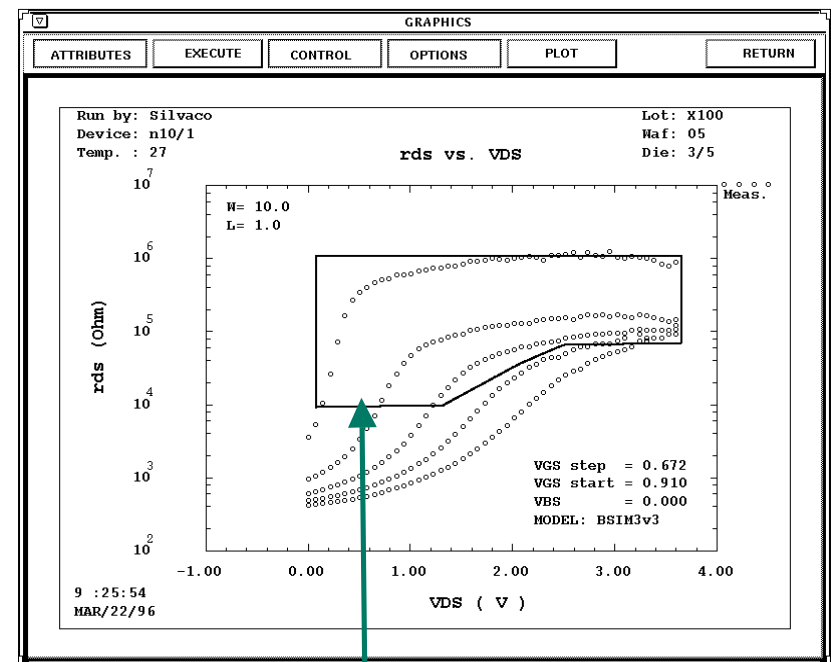 GRAPHICS
ATTRIBUTES EXECUTE CONTROL OPTIONS PLOT RETURN
Run by: Silvaco Lot: X100
Device: n10/1 Waf: 05
Temp. : 27 rds vs. VDS Die: 3/5
10^7
Meas.
W= 10.0
L= 1.0
10^6
10^5
rds (Ohm)
10^4
10^3
VGS step = 0.672
VGS start = 0.910
VBS = 0.000
MODEL: BSIM3v3
10^2
-1.00 0.00 1.00 2.00 3.00 4.00
VDS ( V )
9 :25:54
MAR/22/96